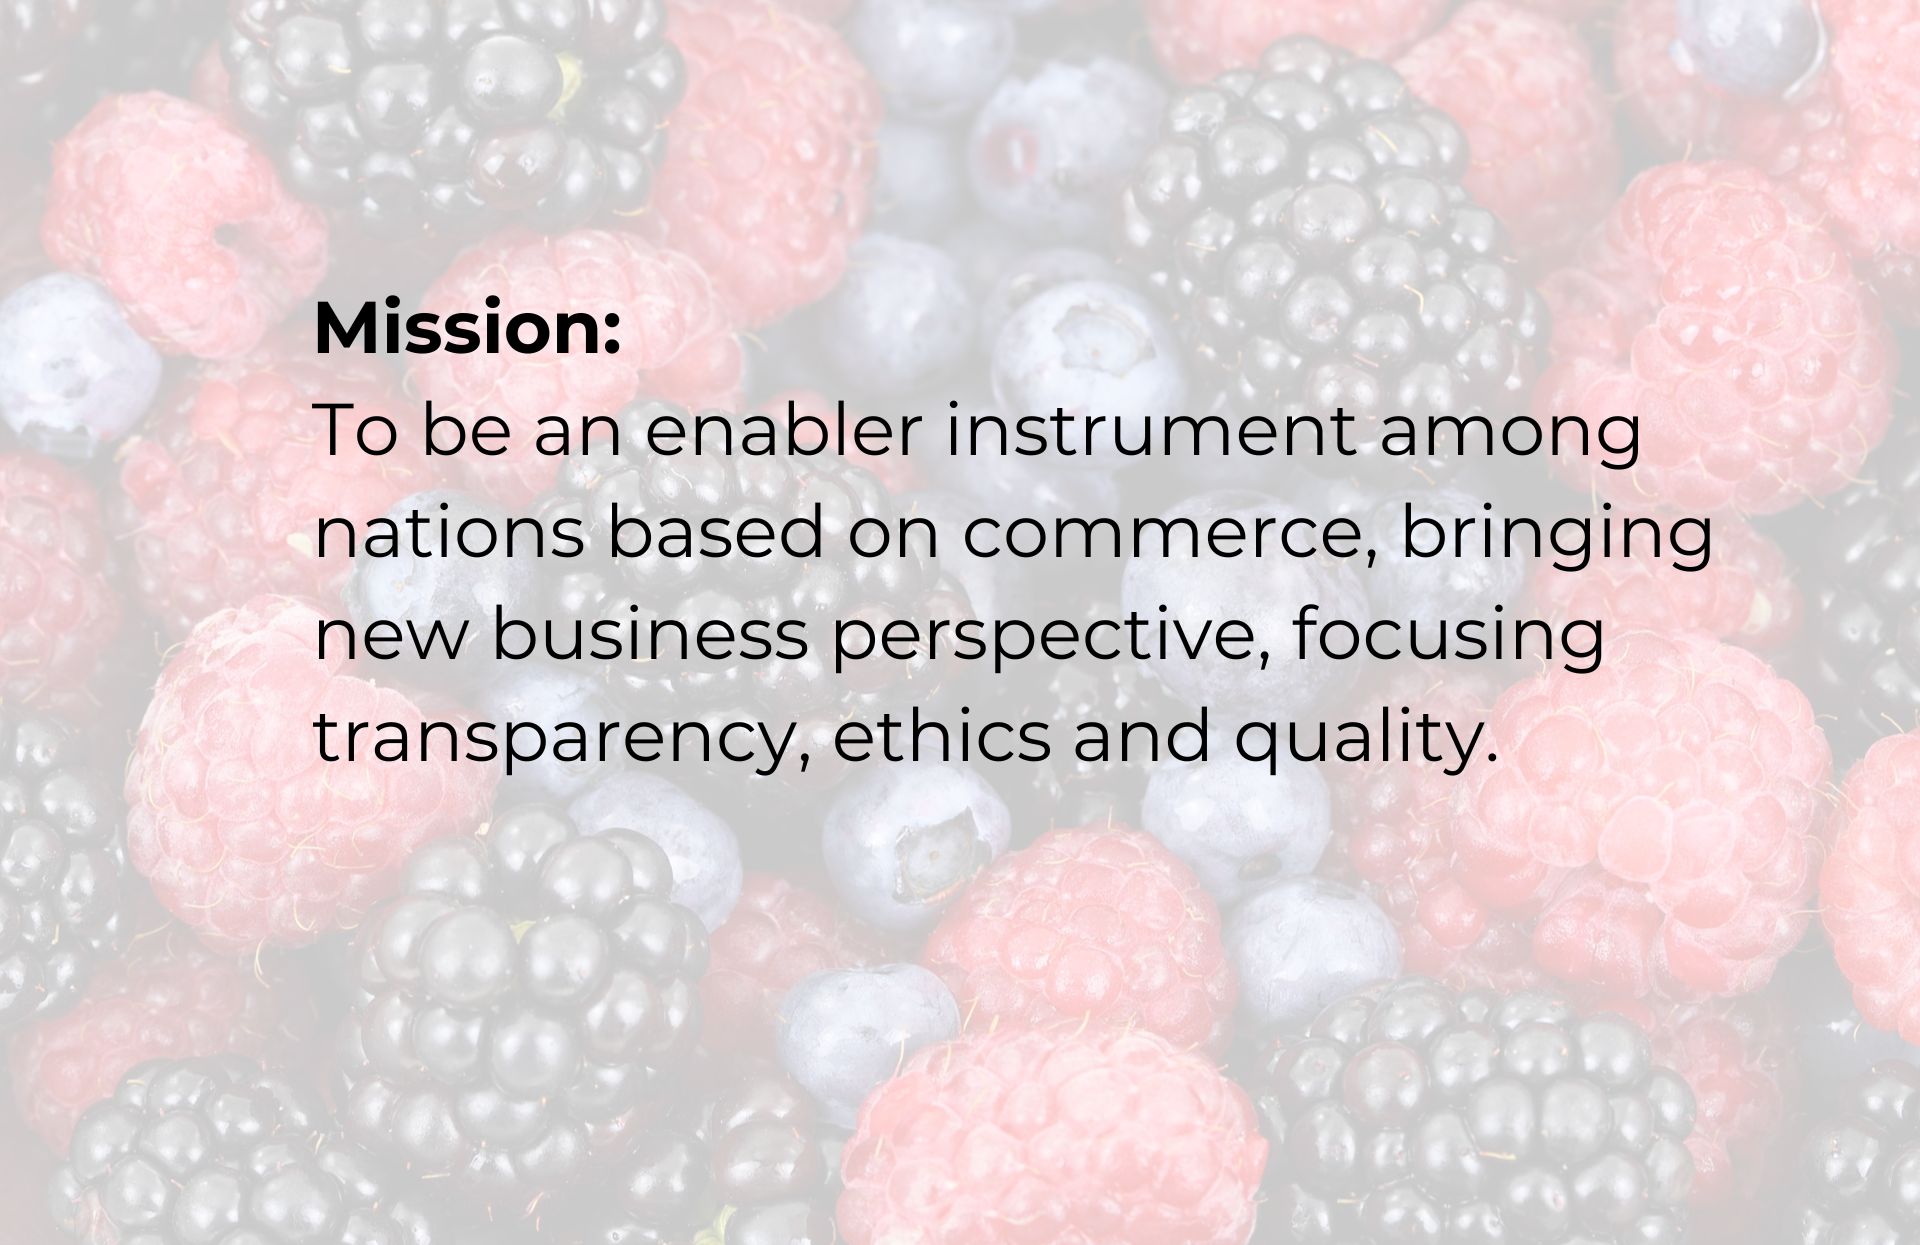 Mission:
To be an enabler instrument among
nations based on commerce, bringing
new business perspective, focusing
transparency, ethics and quality.